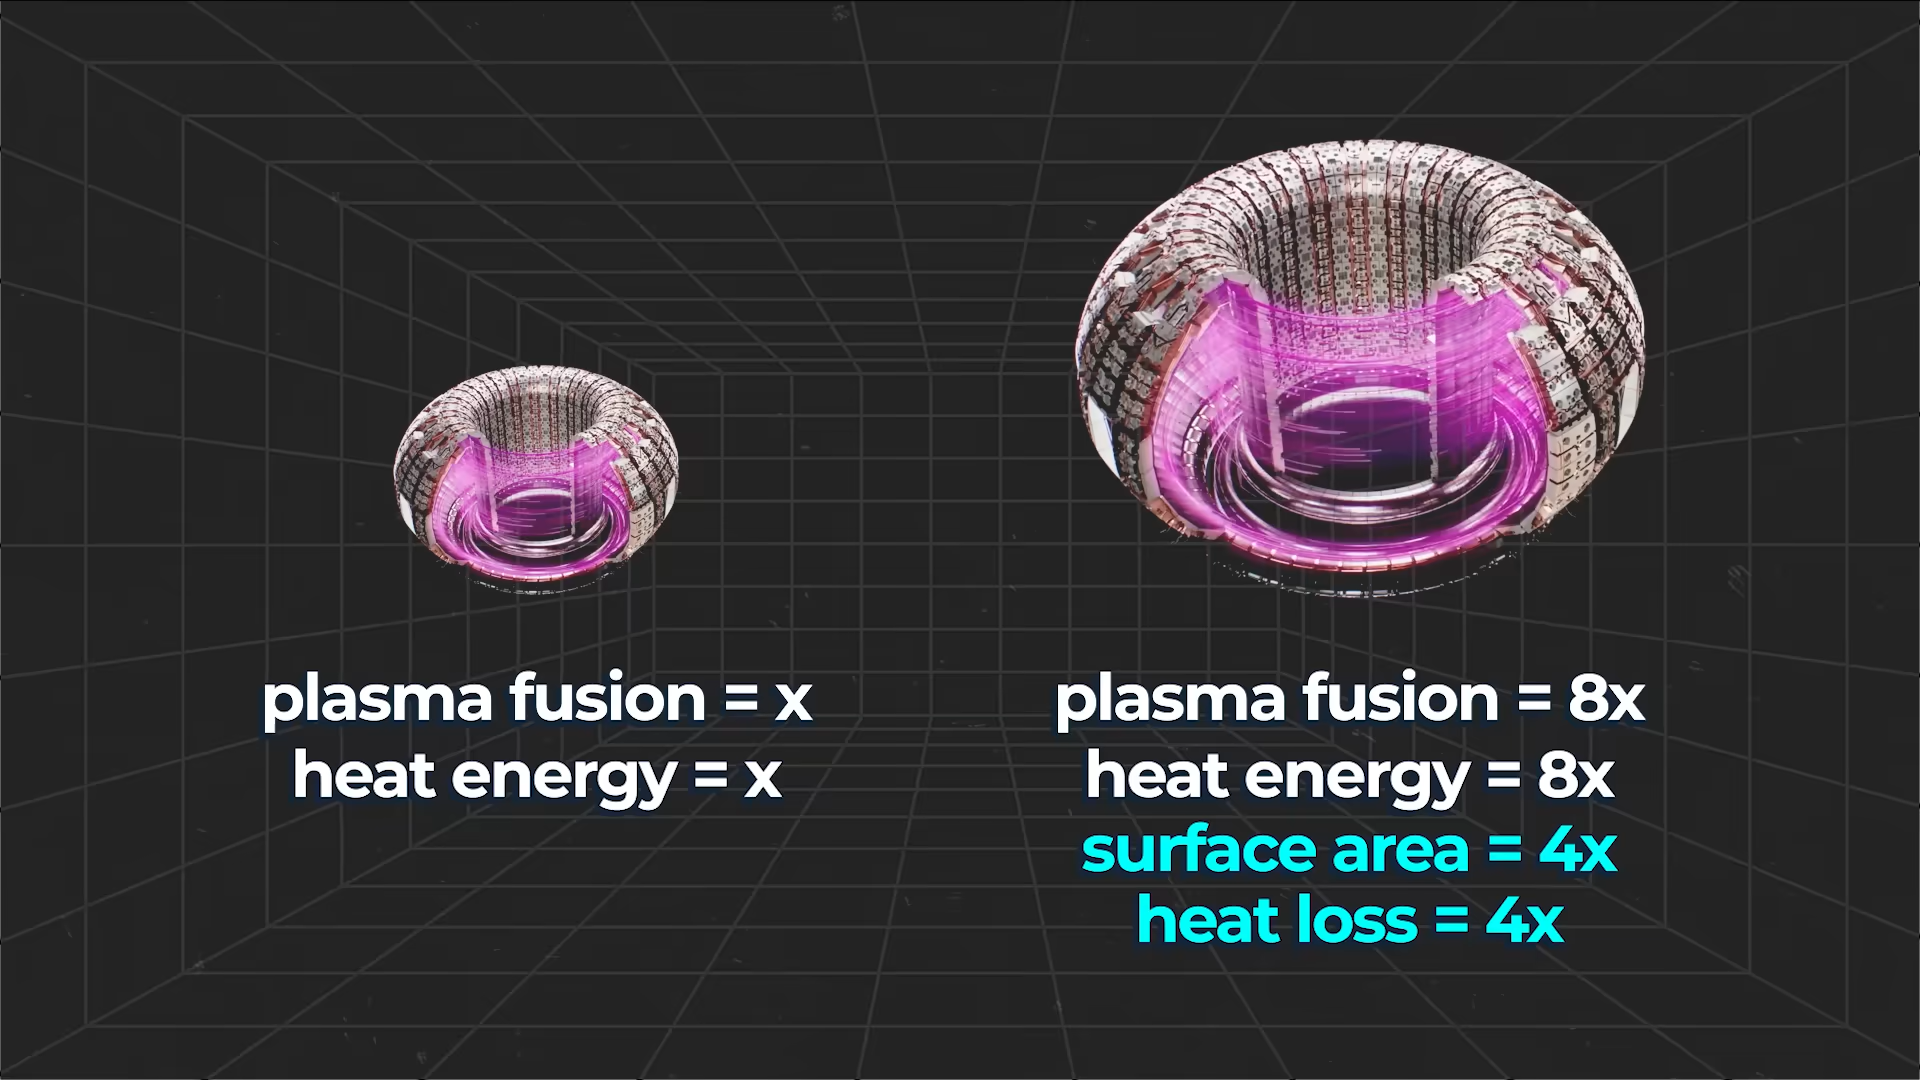 plasma fusion = x
heat energy = x
plasma fusion = 8x
heat energy = 8x
surface area = 4x
heat loss = 4x